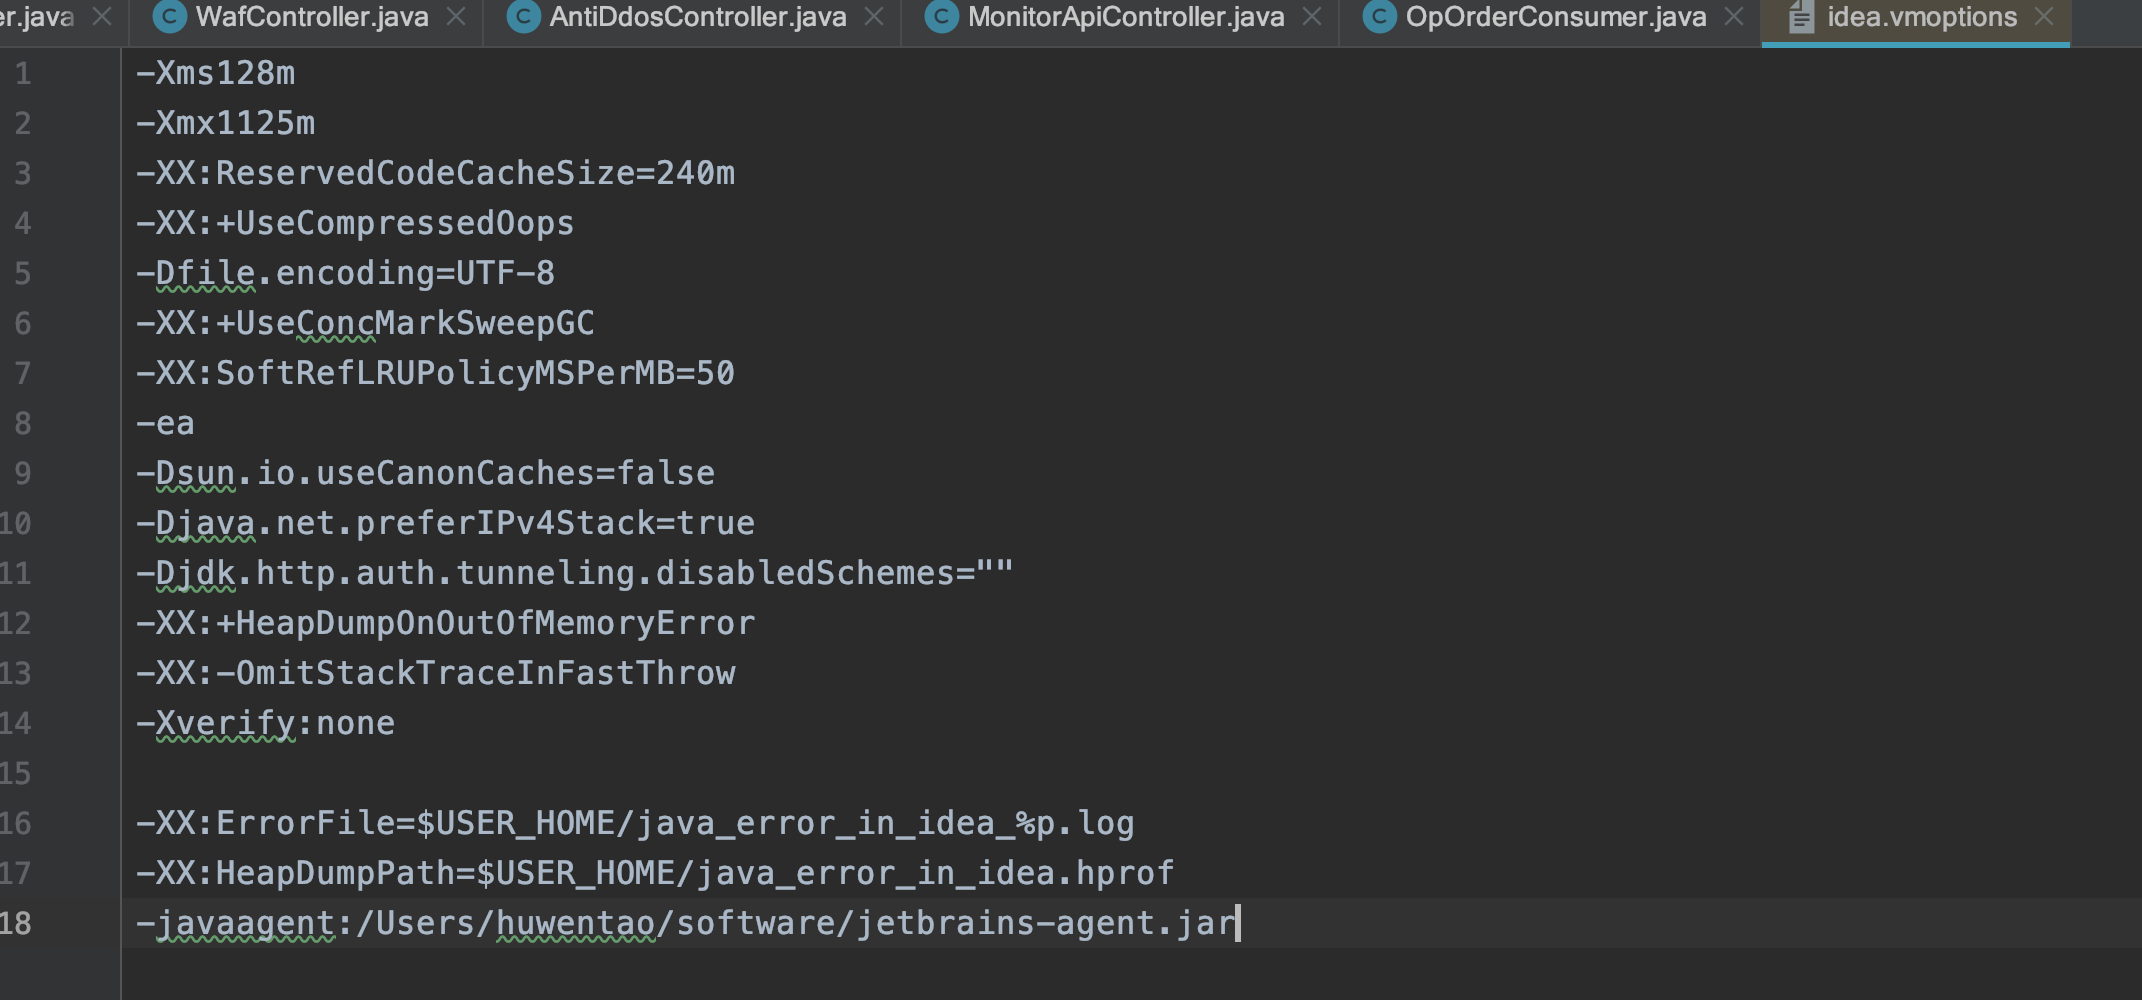 er.java
WafController.java
AntiDdosController.java
MonitorApiController.java
OpOrderConsumer.java
idea.vmoptions
1 -Xms128m
2 -Xmx1125m
3 -XX:ReservedCodeCacheSize=240m
4 -XX:+UseCompressedOops
5 -Dfile.encoding=UTF-8
6 -XX:+UseConcMarkSweepGC
7 -XX:SoftRefLRUPolicyMSPerMB=50
8 -ea
9 -Dsun.io.useCanonCaches=false
10 -Djava.net.preferIPv4Stack=true
11 -Djdk.http.auth.tunneling.disabledSchemes=""
12 -XX:+HeapDumpOnOutOfMemoryError
13 -XX:-OmitStackTraceInFastThrow
14 -Xverify:none
15
16 -XX:ErrorFile=$USER_HOME/java_error_in_idea_%p.log
17 -XX:HeapDumpPath=$USER_HOME/java_error_in_idea.hprof
18 -javaagent:/Users/huwentao/software/jetbrains-agent.jar